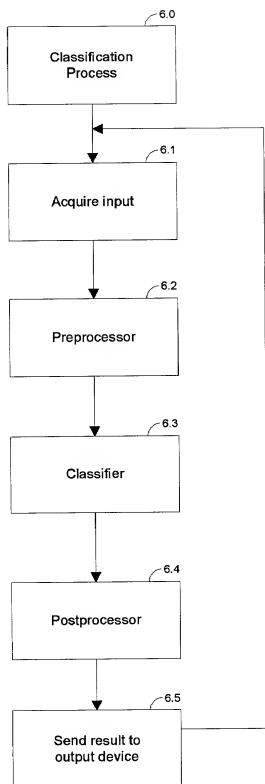 6.0
Classification
Process
6.1
Acquire input
6.2
Preprocessor
6.3
Classifier
6.4
Postprocessor
6.5
Send result to
output device